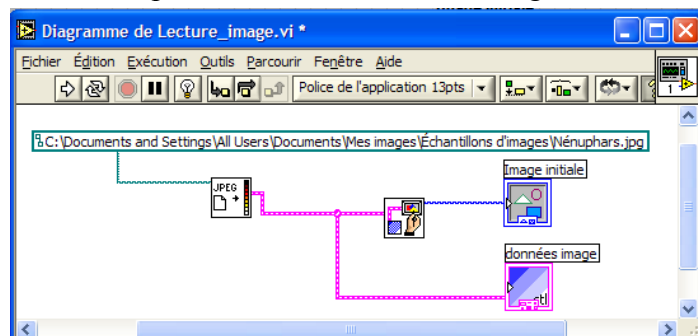 Diagramme de Lecture_image.vi *
Fichier Édition Exécution Outils Parcourir Fenêtre Aide
Police de l'application 13pts
1
C:\Documents and Settings\All Users\Documents\Mes images\Échantillons d'images\Nénuphars.jpg
Image initiale
JPEG
données image
ctl